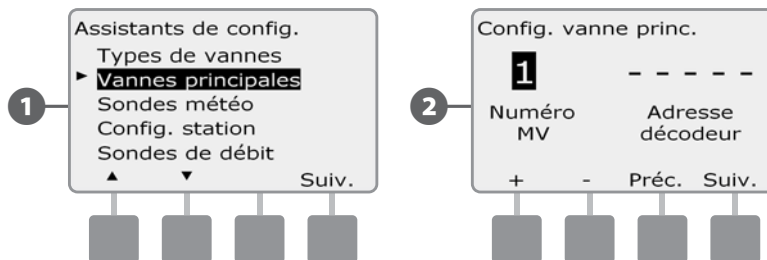 1
Assistants de config.
Types de vannes
► Vannes principales
Sondes météo
Config. station
Sondes de débit
▲ ▼ Suiv.
2
Config. vanne princ.
1 - - - - -
Numéro MV
Adresse décodeur
+ - Préc. Suiv.